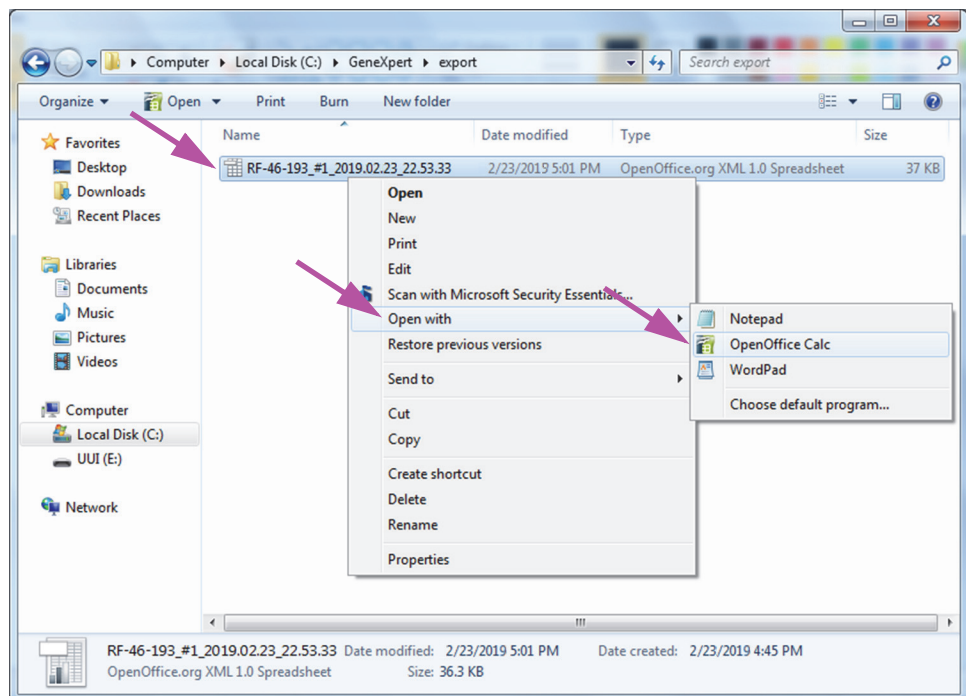 Computer Local Disk (C:) GeneXpert export Search export
Organize Open Print Burn New folder
Name Date modified Type Size
RF-46-193_#1_2019.02.23_22.53.33 2/23/2019 5:01 PM OpenOffice.org XML 1.0 Spreadsheet 37 KB
Favorites
Desktop
Downloads
Recent Places
Libraries
Documents
Music
Pictures
Videos
Computer
Local Disk (C:)
UUI (E:)
Network
Open
New
Print
Edit
Scan with Microsoft Security Essentials...
Open with
Restore previous versions
Send to
Cut
Copy
Create shortcut
Delete
Rename
Properties
Notepad
OpenOffice Calc
WordPad
Choose default program...
RF-46-193_#1_2019.02.23_22.53.33 Date modified: 2/23/2019 5:01 PM Date created: 2/23/2019 4:45 PM
OpenOffice.org XML 1.0 Spreadsheet Size: 36.3 KB